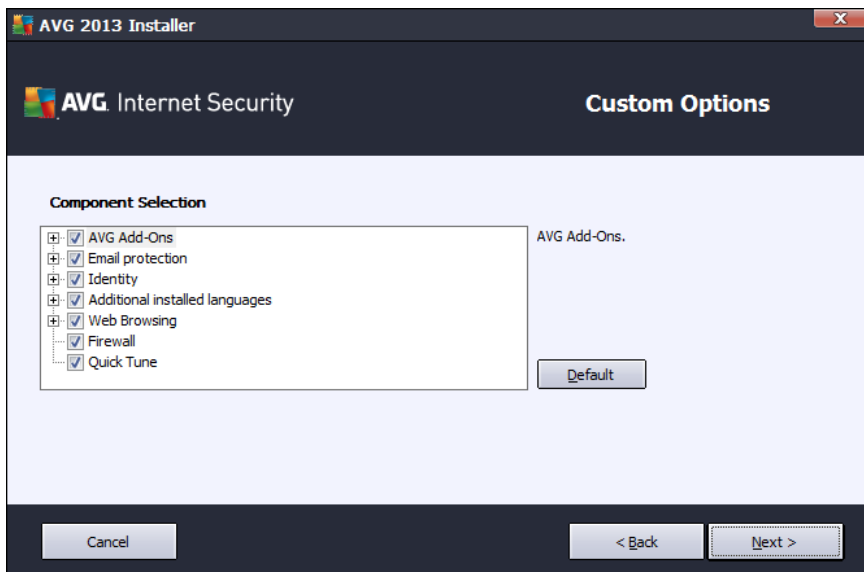 AVG 2013 Installer
AVG. Internet Security
Custom Options
Component Selection
AVG Add-Ons
Email protection
Identity
Additional installed languages
Web Browsing
Firewall
Quick Tune
AVG Add-Ons.
Default
Cancel
< Back
Next >